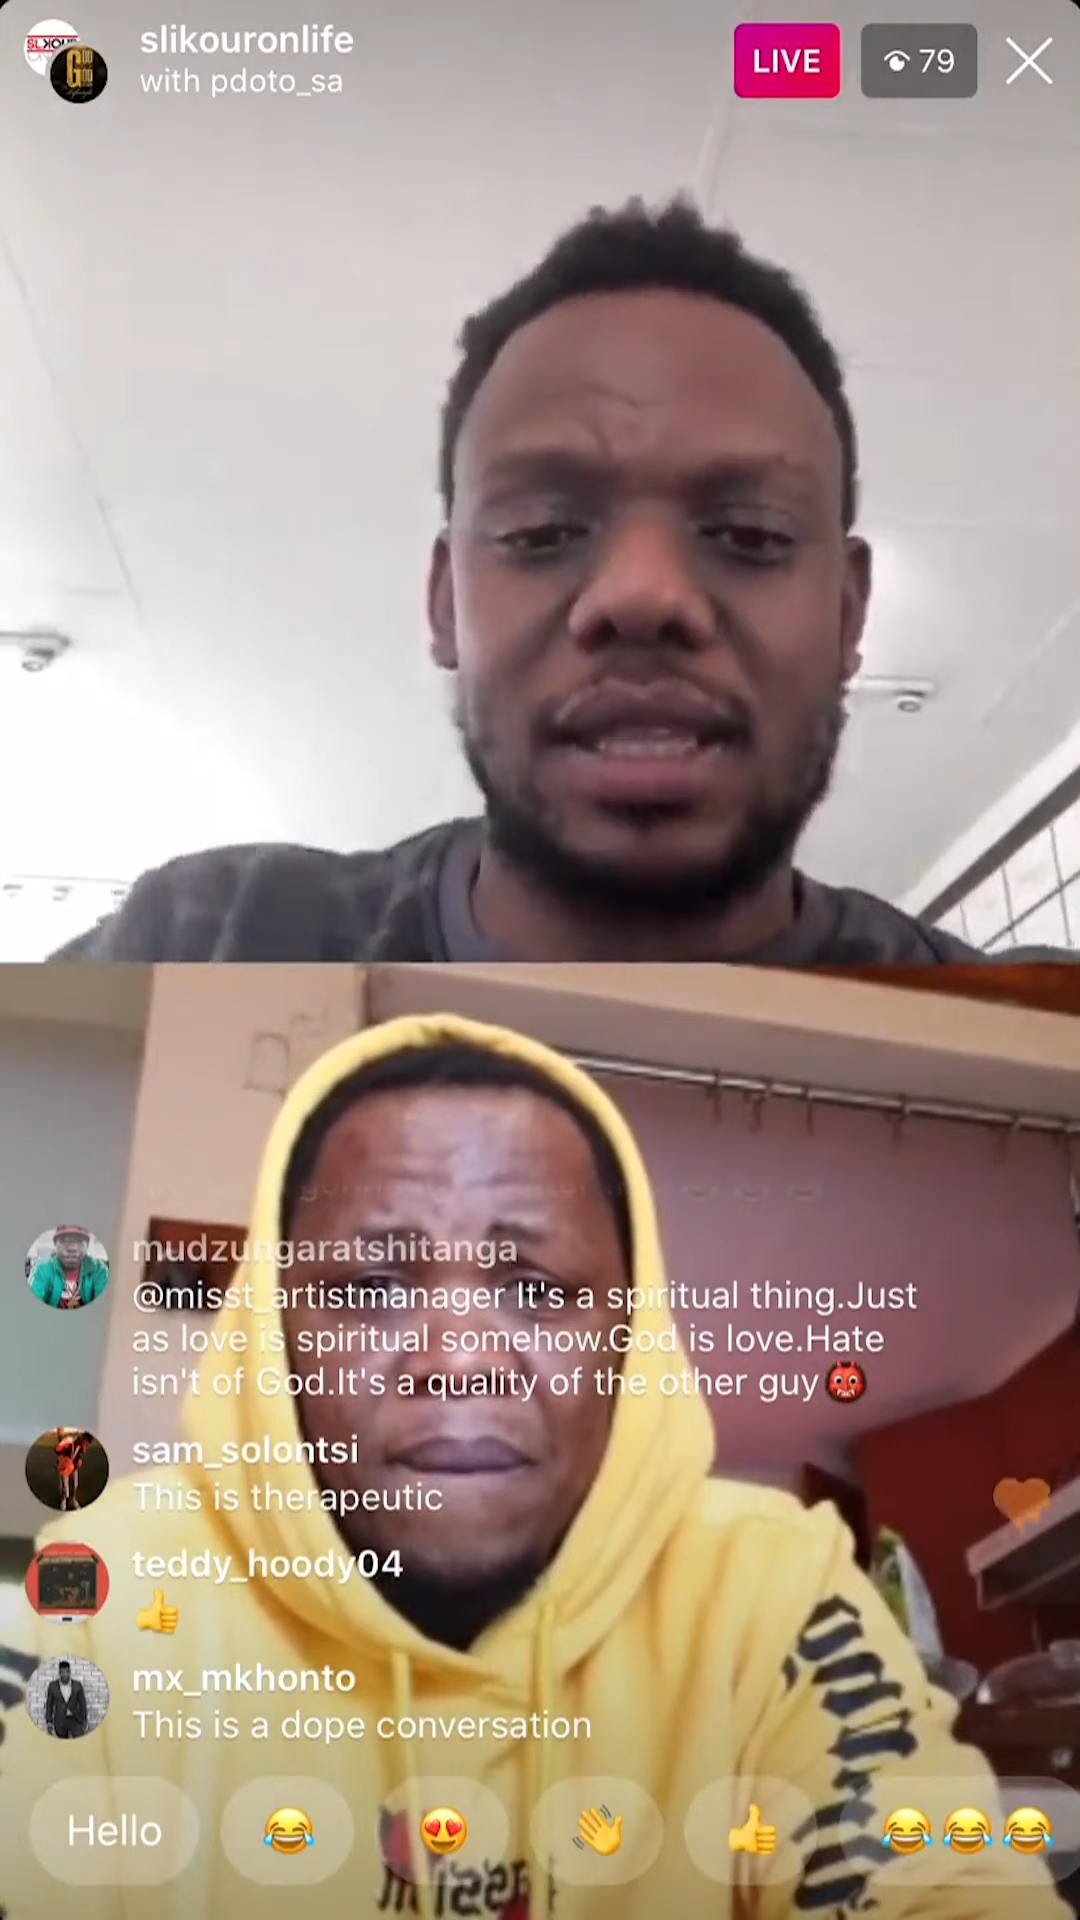 slikouronlife
with pdoto_sa
LIVE
79
mudzungaratshitanga
@misst_artistmanager It's a spiritual thing.Just
as love is spiritual somehow.God is love.Hate
isn't of God.It's a quality of the other guy👹
sam_solontsi
This is therapeutic
teddy_hoody04
👍
mx_mkhonto
This is a dope conversation
Hello
😂
😍
👋
👍
😂😂😂